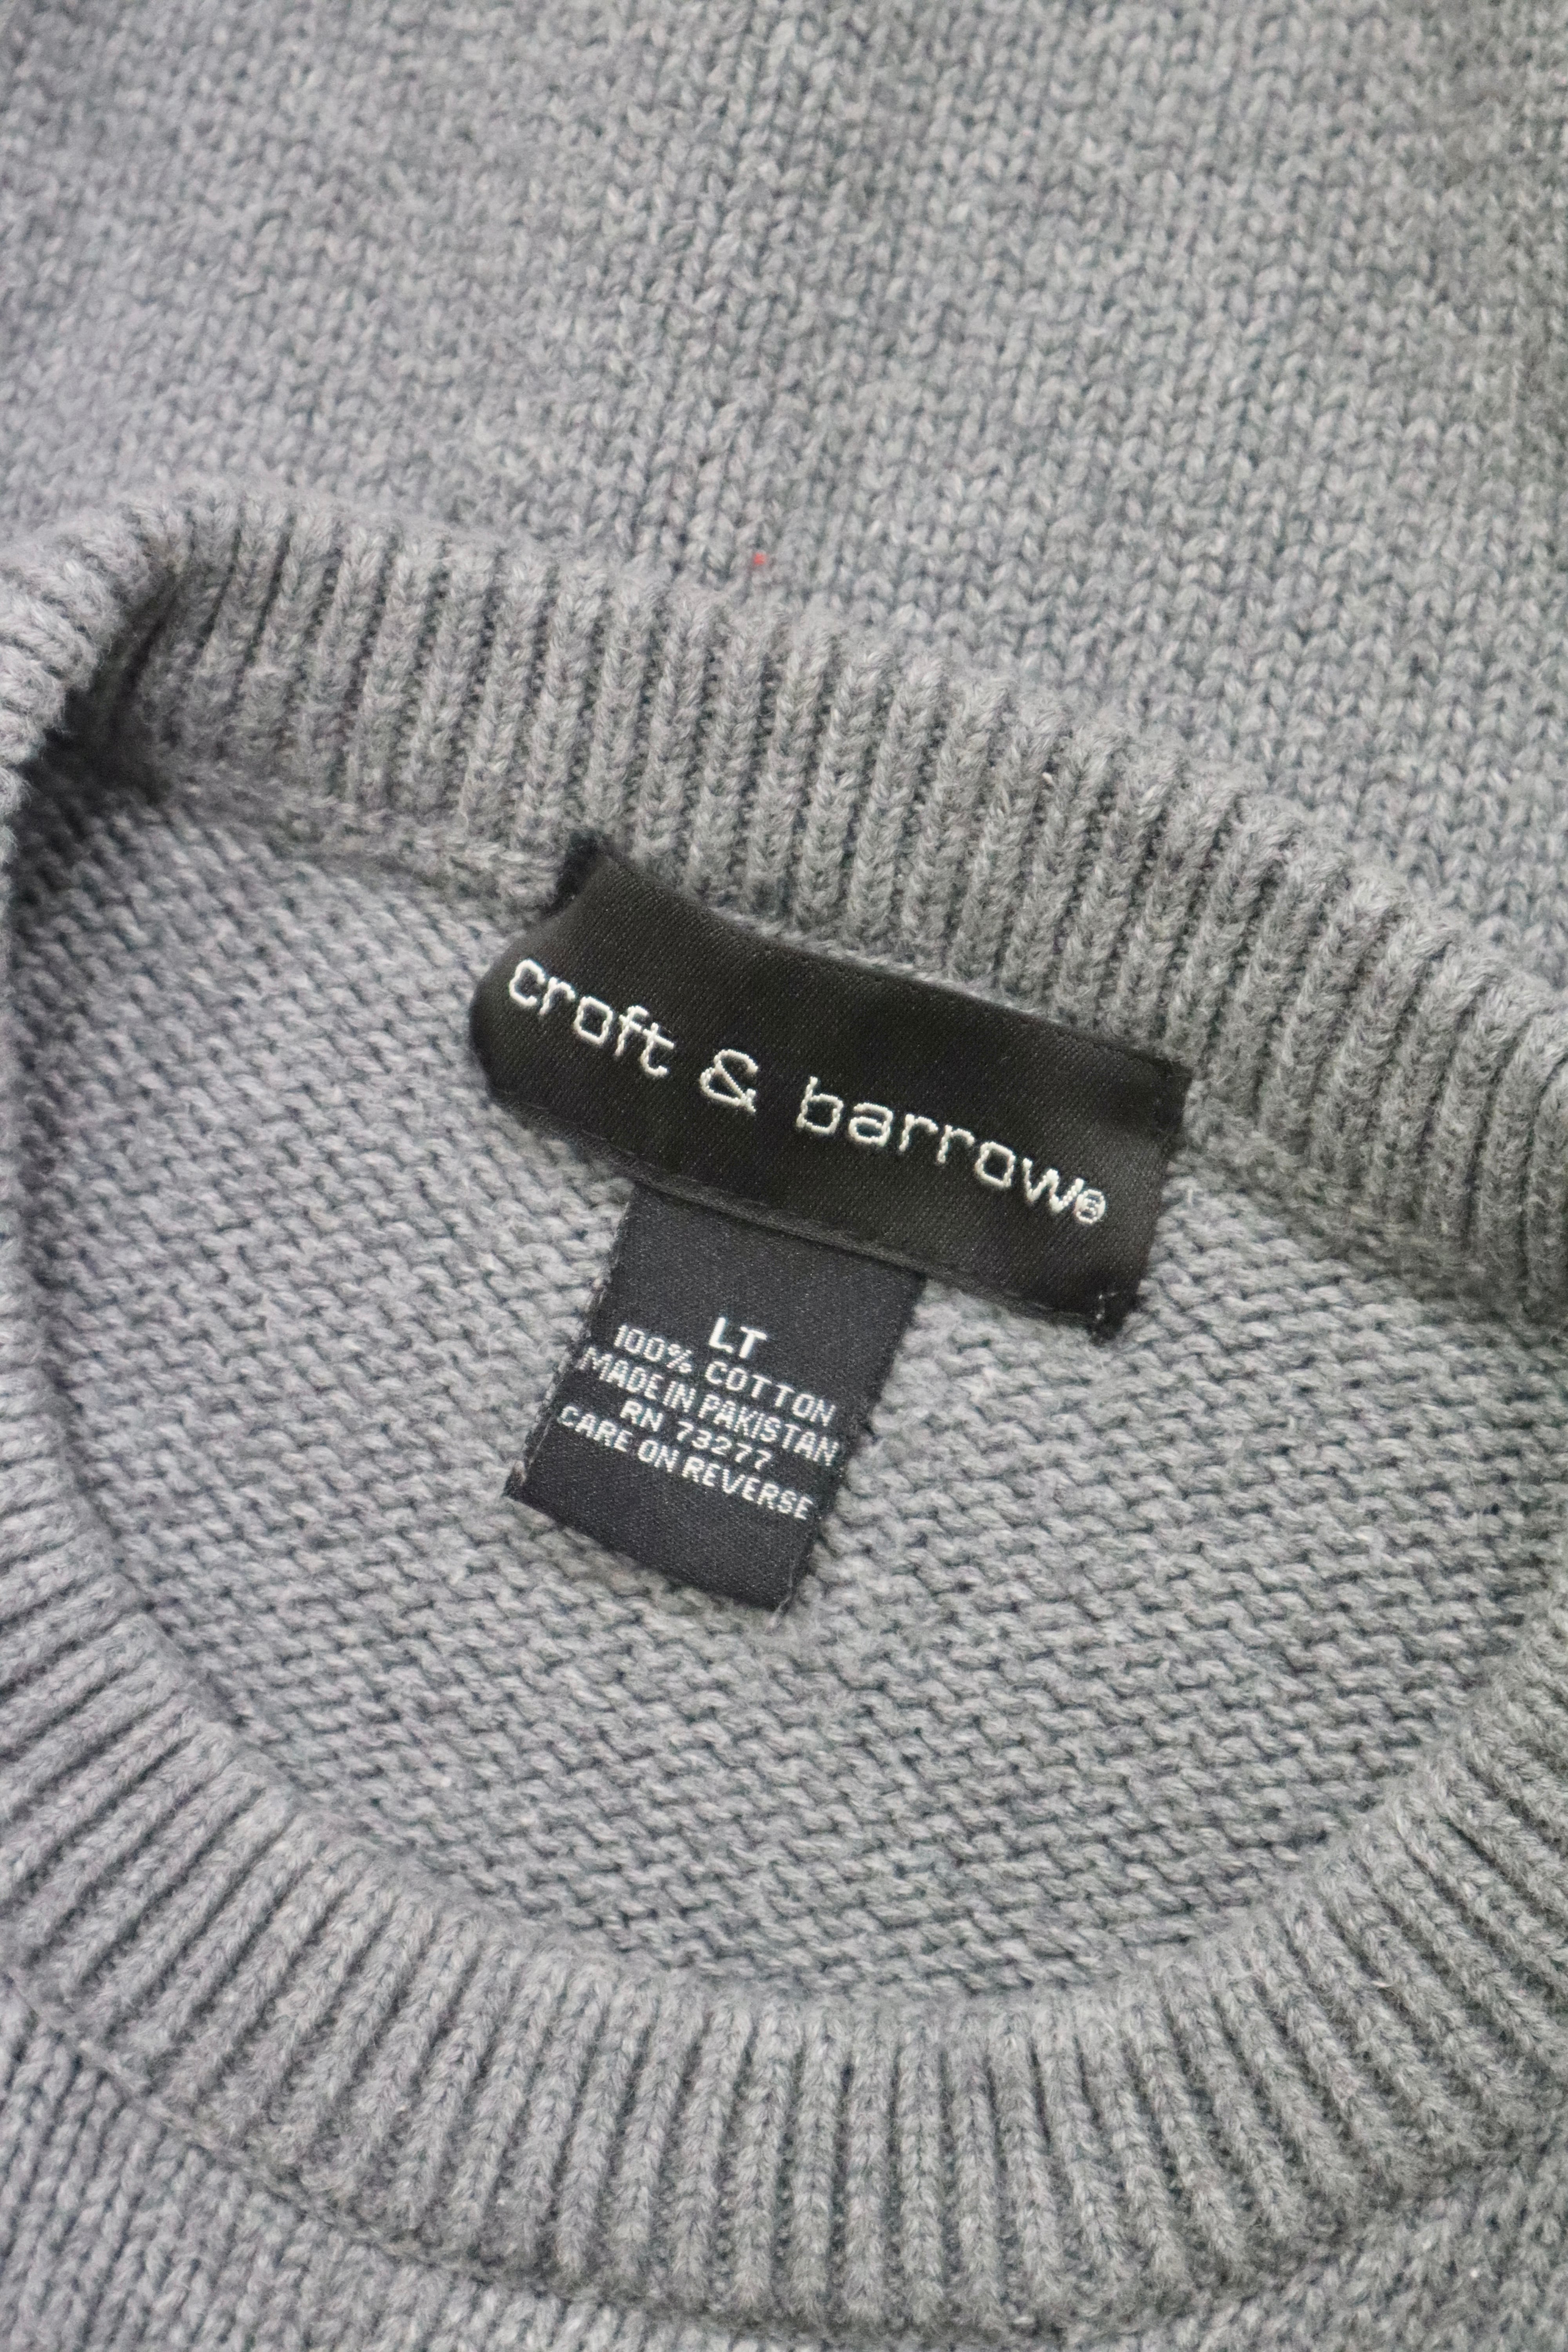 croft & barrow®
LT
100% COTTON
MADE IN PAKISTAN
RN 73277
CARE ON REVERSE